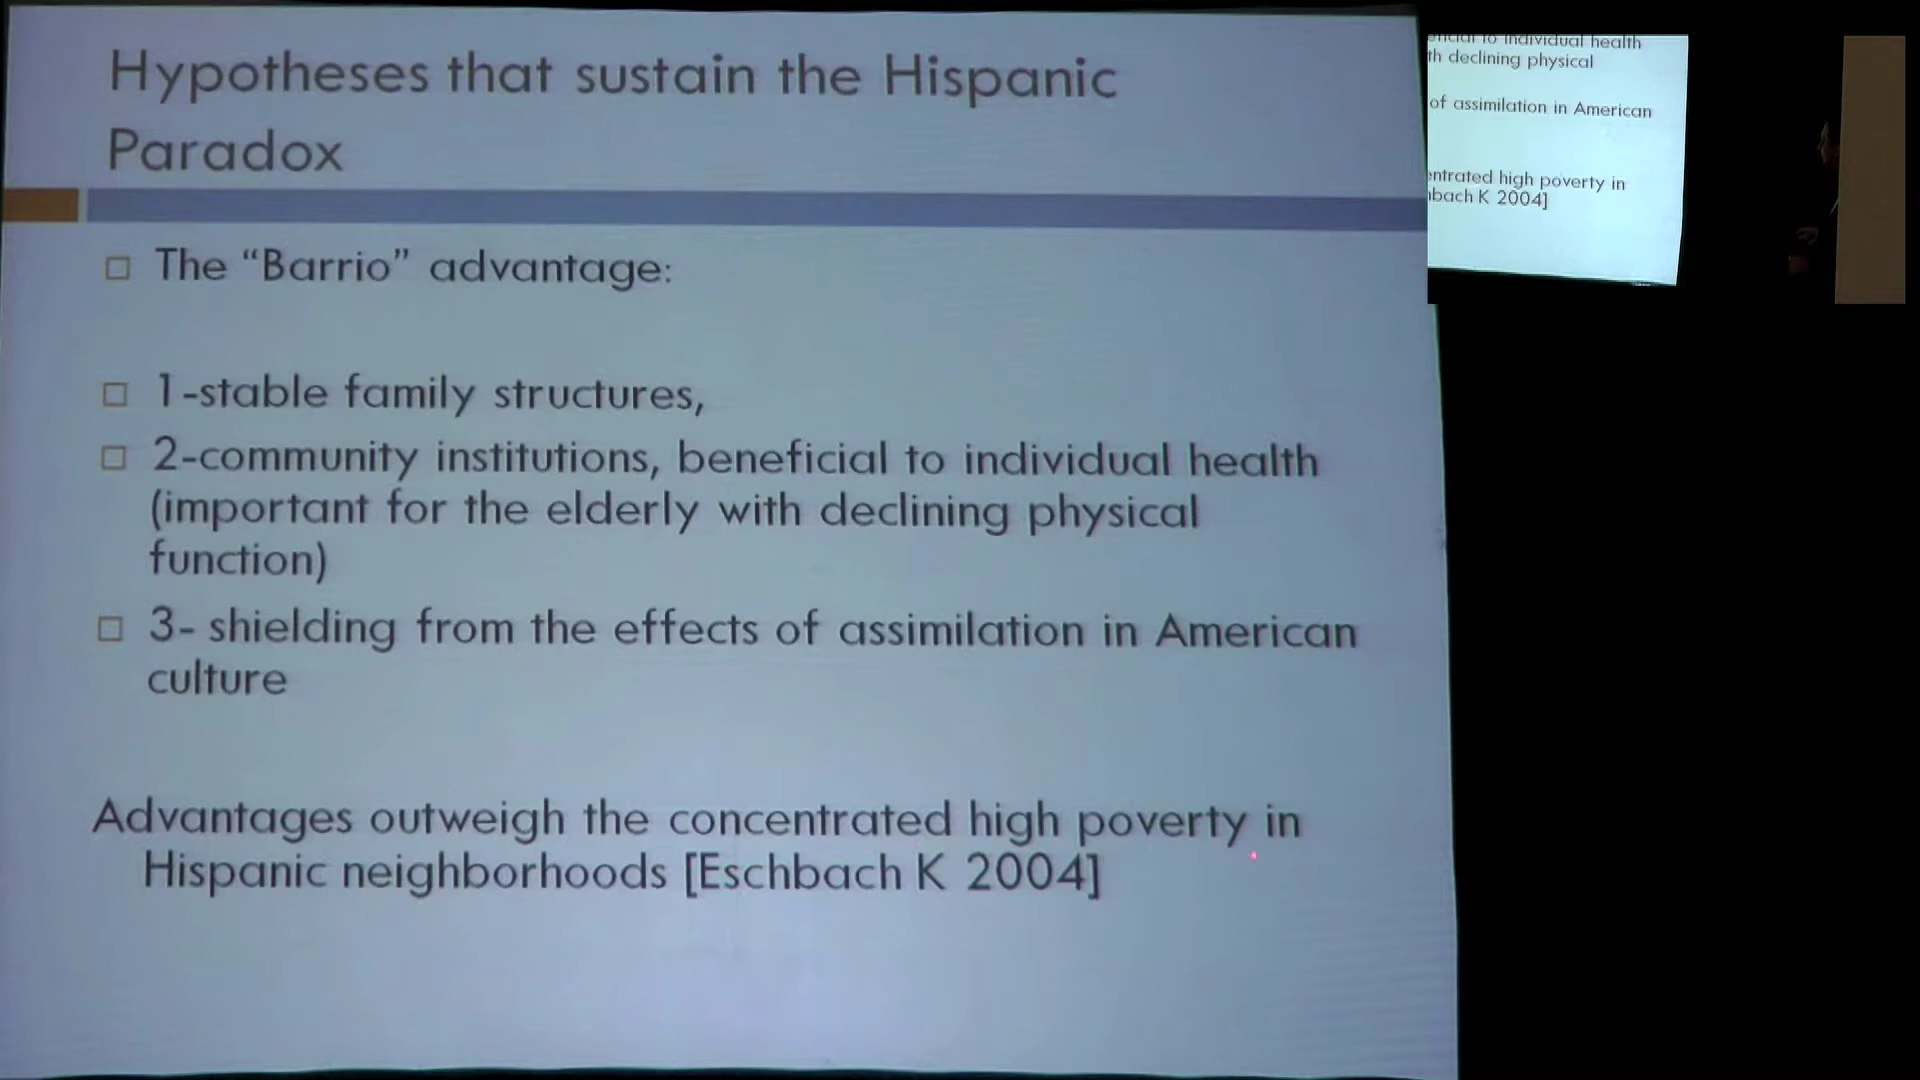 Hypotheses that sustain the Hispanic
Paradox
The “Barrio” advantage:
1-stable family structures,
2-community institutions, beneficial to individual health
(important for the elderly with declining physical
function)
3- shielding from the effects of assimilation in American
culture
Advantages outweigh the concentrated high poverty in
Hispanic neighborhoods [Eschbach K 2004]
to individual health
declining physical
of assimilation in American
high poverty in
K 2004]